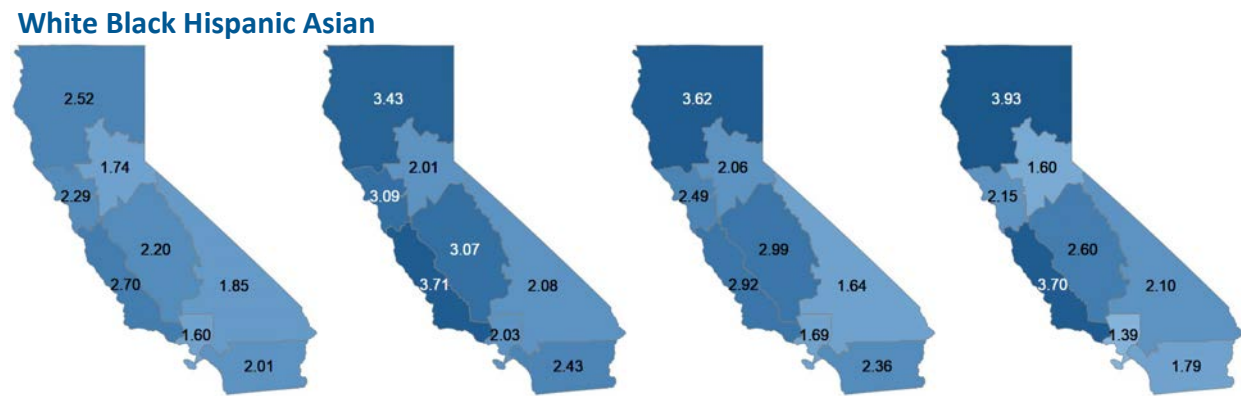 White Black Hispanic Asian
2.52 3.43 3.62 3.93
1.74 2.01 2.06 1.60
2.29 3.09 2.49 2.15
2.20 3.07 2.99 2.60
2.70 1.85 3.71 2.08 2.92 1.64 3.70 2.10
1.60 2.03 1.69 1.39
2.01 2.43 2.36 1.79